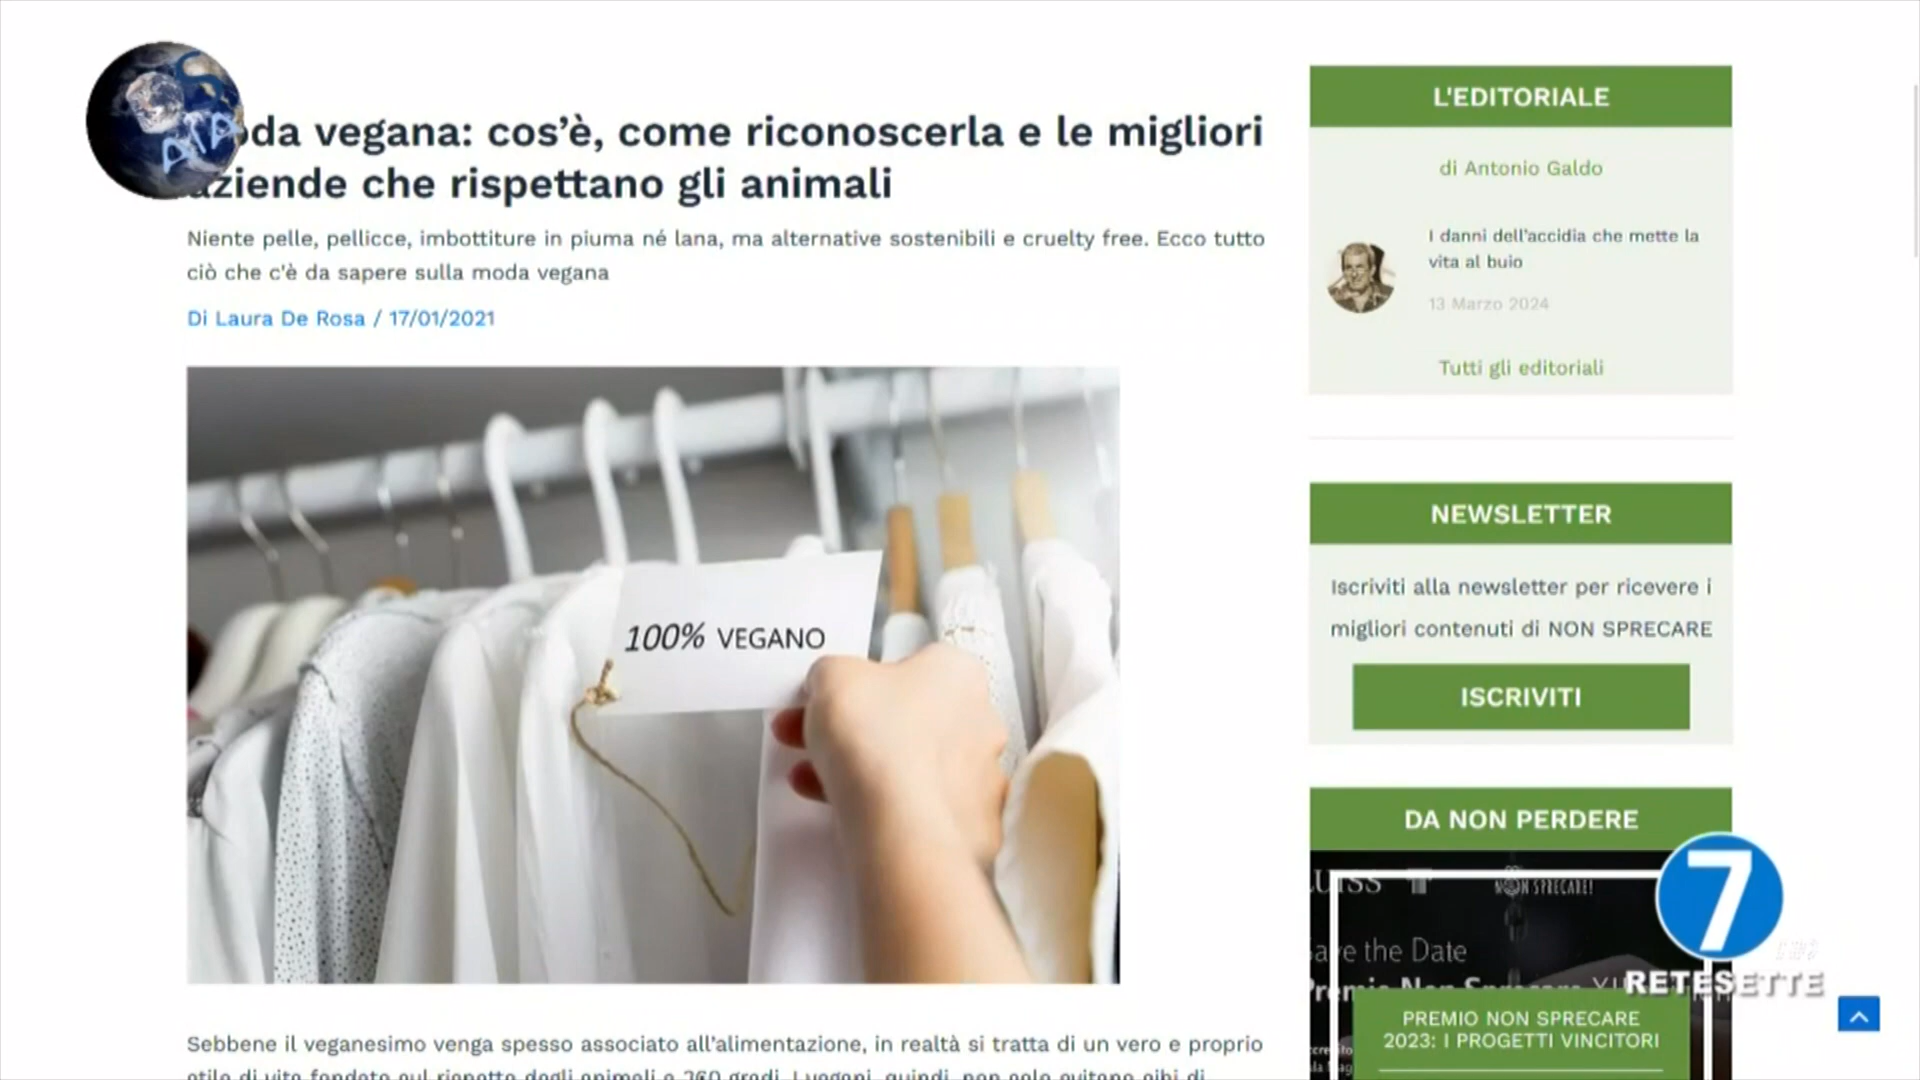 oda vegana: cos'è, come riconoscerla e le migliori
aziende che rispettano gli animali
Niente pelle, pellicce, imbottiture in piuma né lana, ma alternative sostenibili e cruelty free. Ecco tutto
ciò che c'è da sapere sulla moda vegana
Di Laura De Rosa / 17/01/2021
100% VEGANO
Sebbene il veganesimo venga spesso associato all'alimentazione, in realtà si tratta di un vero e proprio
L'EDITORIALE
di Antonio Galdo
I danni dell'accidia che mette la
vita al buio
13 Marzo 2024
Tutti gli editoriali
NEWSLETTER
Iscriviti alla newsletter per ricevere i
migliori contenuti di NON SPRECARE
ISCRIVITI
DA NON PERDERE
LUISS
NON SPRECARE!
Save the Date
Premio Non Sprecare
PREMIO NON SPRECARE
2023: I PROGETTI VINCITORI
7
RETESETTE